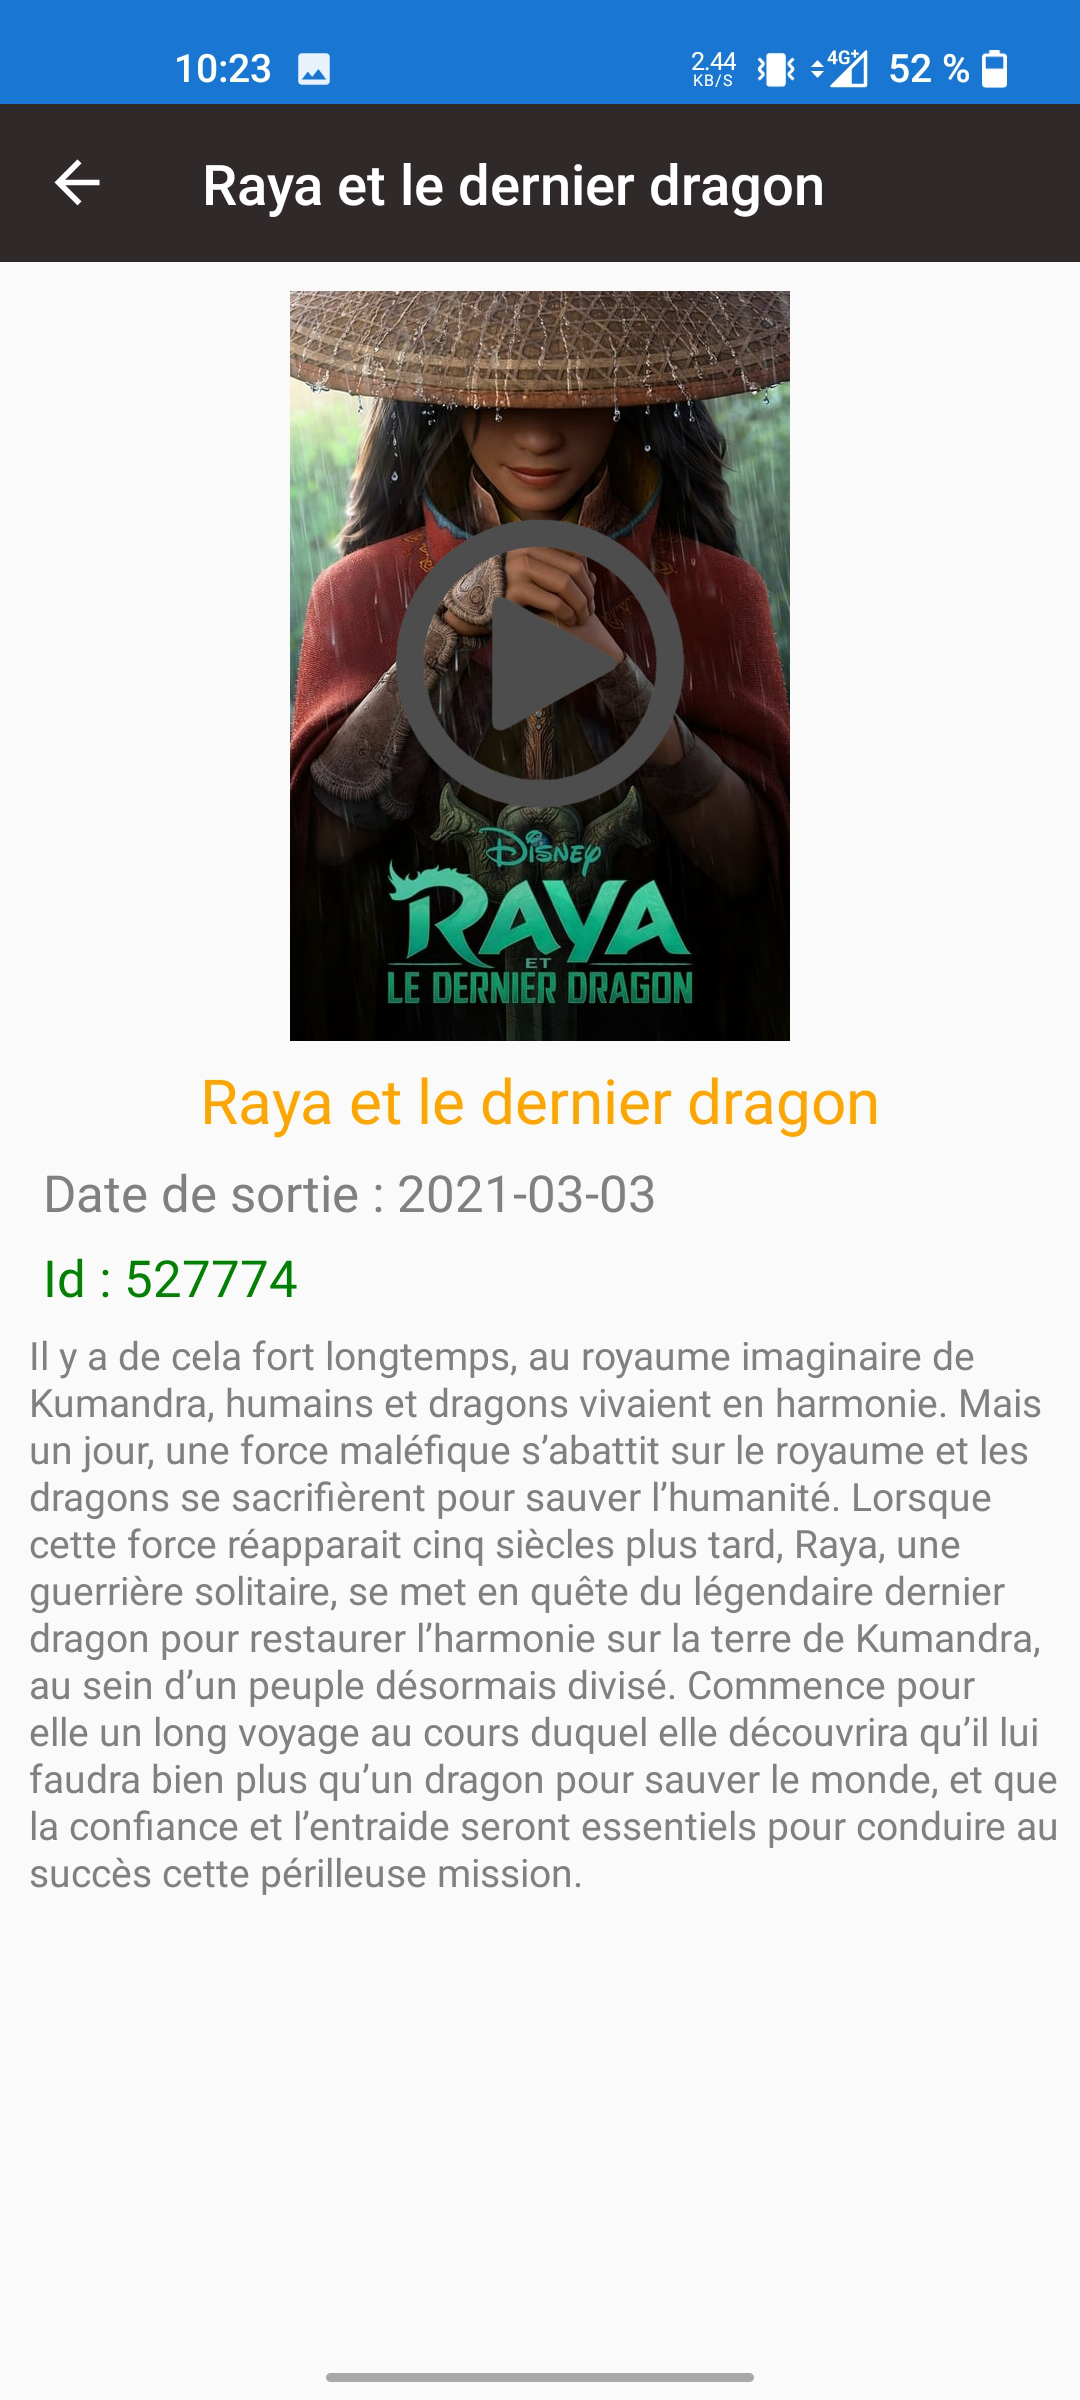 10:23
2.44
KB/S
4G+
52 %
Raya et le dernier dragon
Disney
RAYA
ET
LE DERNIER DRAGON
Raya et le dernier dragon
Date de sortie : 2021-03-03
Id : 527774
Il y a de cela fort longtemps, au royaume imaginaire de
Kumandra, humains et dragons vivaient en harmonie. Mais
un jour, une force maléfique s’abattit sur le royaume et les
dragons se sacrifièrent pour sauver l’humanité. Lorsque
cette force réapparait cinq siècles plus tard, Raya, une
guerrière solitaire, se met en quête du légendaire dernier
dragon pour restaurer l’harmonie sur la terre de Kumandra,
au sein d’un peuple désormais divisé. Commence pour
elle un long voyage au cours duquel elle découvrira qu’il lui
faudra bien plus qu’un dragon pour sauver le monde, et que
la confiance et l’entraide seront essentiels pour conduire au
succès cette périlleuse mission.